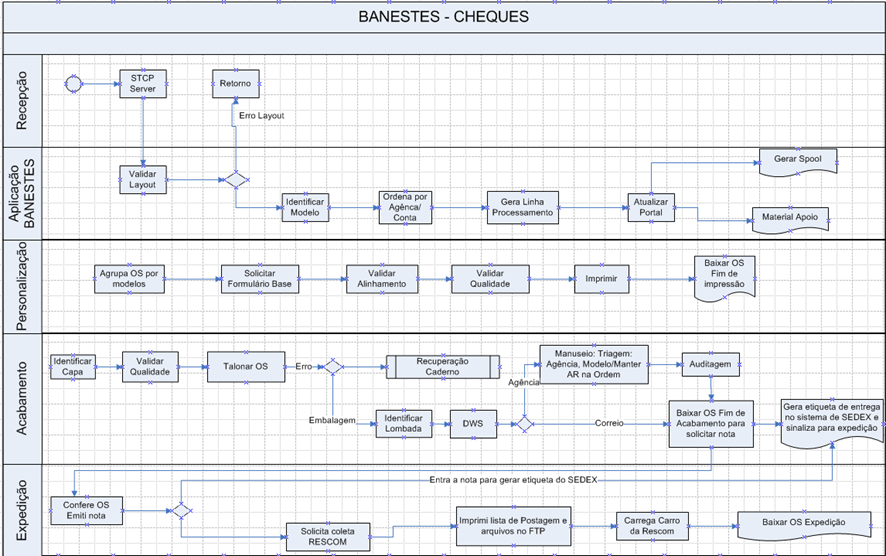 BANESTES - CHEQUES
Recepção
STCP
Server
Retorno
Erro Layout
Aplicação
BANESTES
Validar
Layout
Identificar
Modelo
Ordena por
Agênca/
Conta
Gera Linha
Processamento
Atualizar
Portal
Gerar Spool
Material Apoio
Personalização
Agrupa OS por
modelos
Solicitar
Formulário Base
Validar
Alinhamento
Validar
Qualidade
Imprimir
Baixar OS
Fim de
impressão
Acabamento
Identificar
Capa
Validar
Qualidade
Talonar OS
Erro
Recuperação
Caderno
Embalagem
Identificar
Lombada
DWS
Agência
Manuseio: Triagem:
Agência, Modelo/Manter
AR na Ordem
Auditagem
Correio
Baixar OS Fim de
Acabamento para
solicitar nota
Gera etiqueta de entrega
no sistema de SEDEX e
sinaliza para expedição
Expedição
Confere OS
Emiti nota
Entra a nota para gerar etiqueta do SEDEX
Solicita coleta
RESCOM
Imprimi lista de Postagem e
arquivos no FTP
Carrega Carro
da Rescom
Baixar OS Expedição